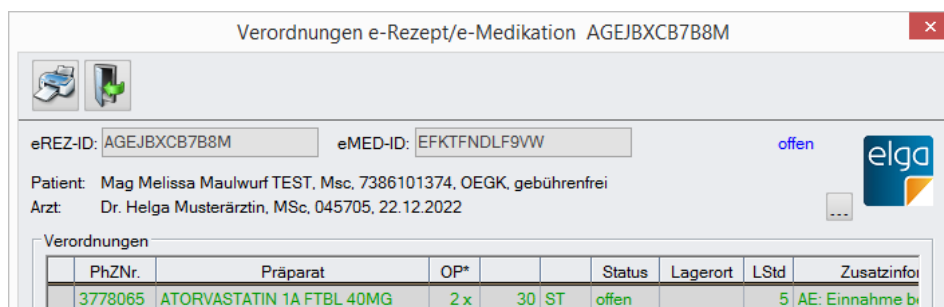 Verordnungen e-Rezept/e-Medikation AGEJBXCB7B8M
eREZ-ID: AGEJBXCB7B8M eMED-ID: EFKTFNDLF9VW offen
elga
Patient: Mag Melissa Maulwurf TEST, Msc, 7386101374, OEGK, gebührenfrei
Arzt: Dr. Helga Musterärztin, MSc, 045705, 22.12.2022
...
Verordnungen
PhZNr. Präparat OP* Status Lagerort LStd Zusatzinfor
3778065 ATORVASTATIN 1A FTBL 40MG 2 x 30 ST offen 5 AE: Einnahme be